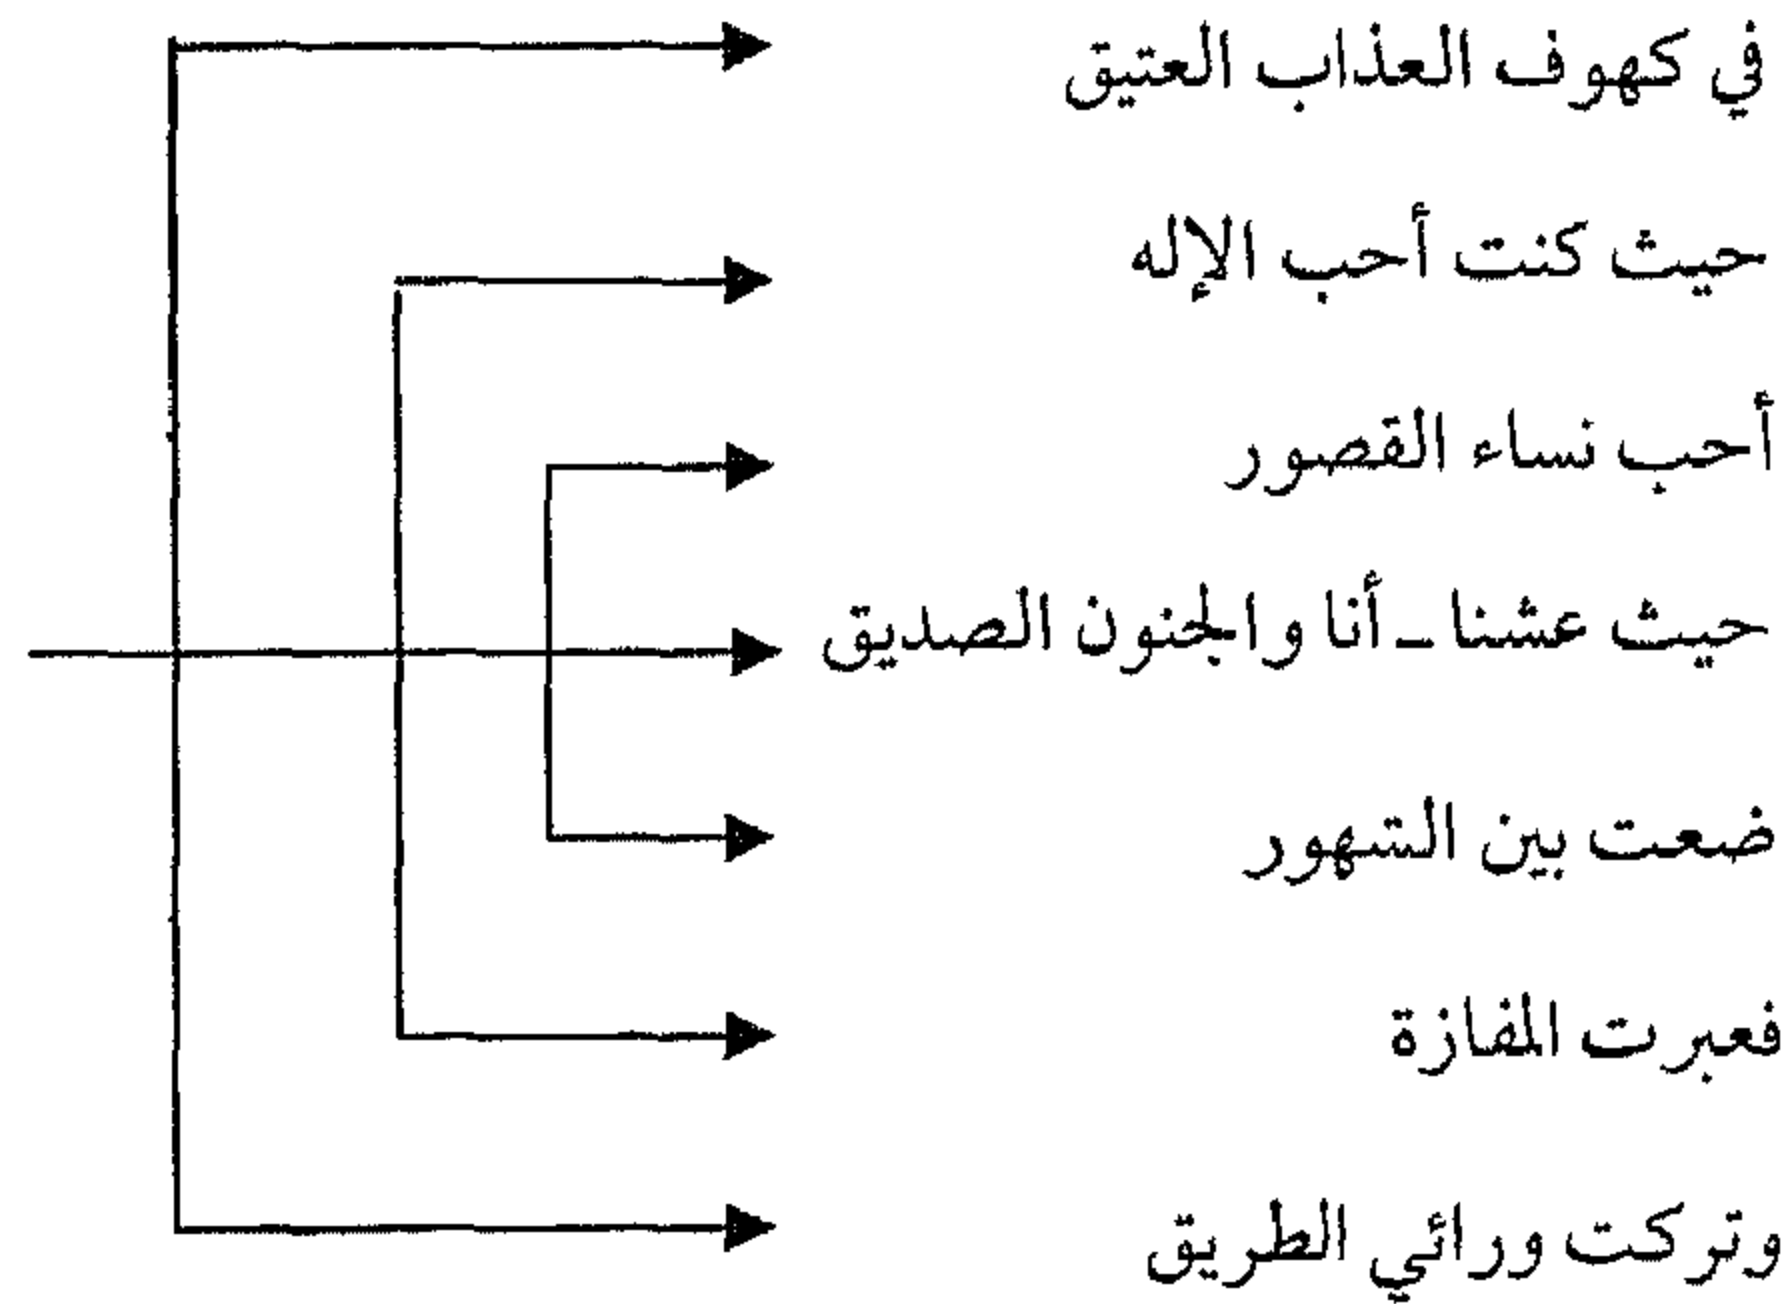 في كهوف العذاب العتيق
حيث كنت أحب الإله
أحب نساء القصور
حيث عشنا - أنا والجنون الصديق
ضعت بين الشهور
فعبرت المفازة
وتركت ورائي الطريق